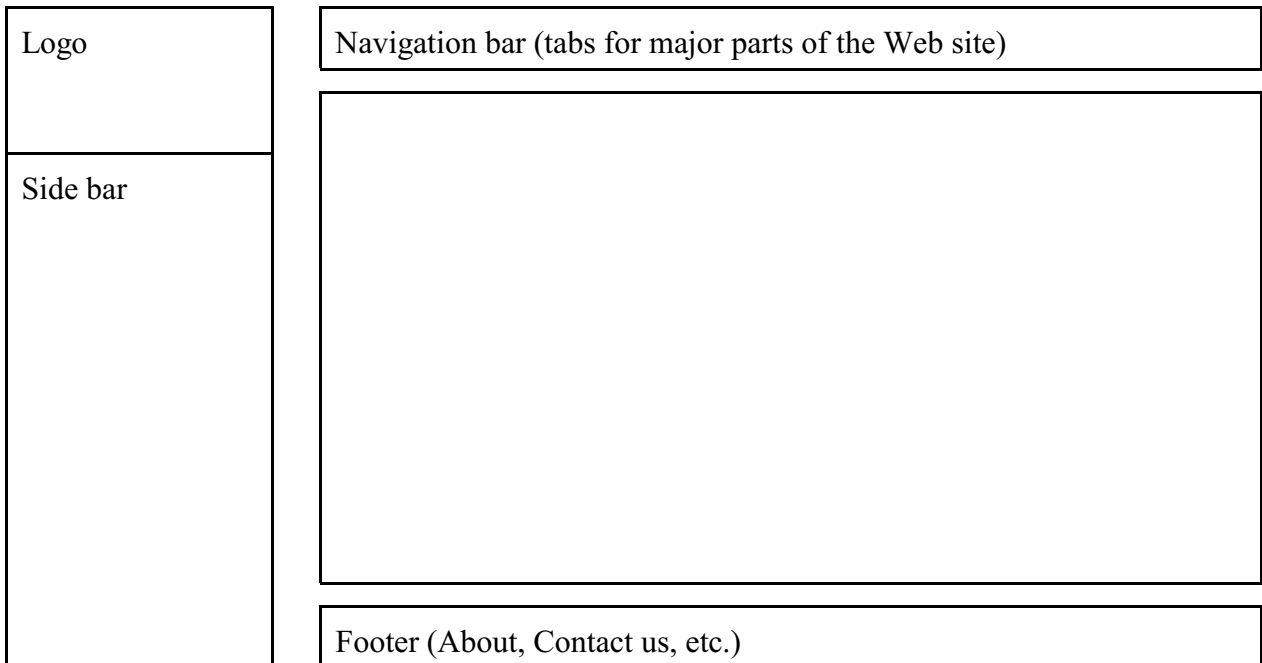 Logo
Navigation bar (tabs for major parts of the Web site)
Side bar
Footer (About, Contact us, etc.)